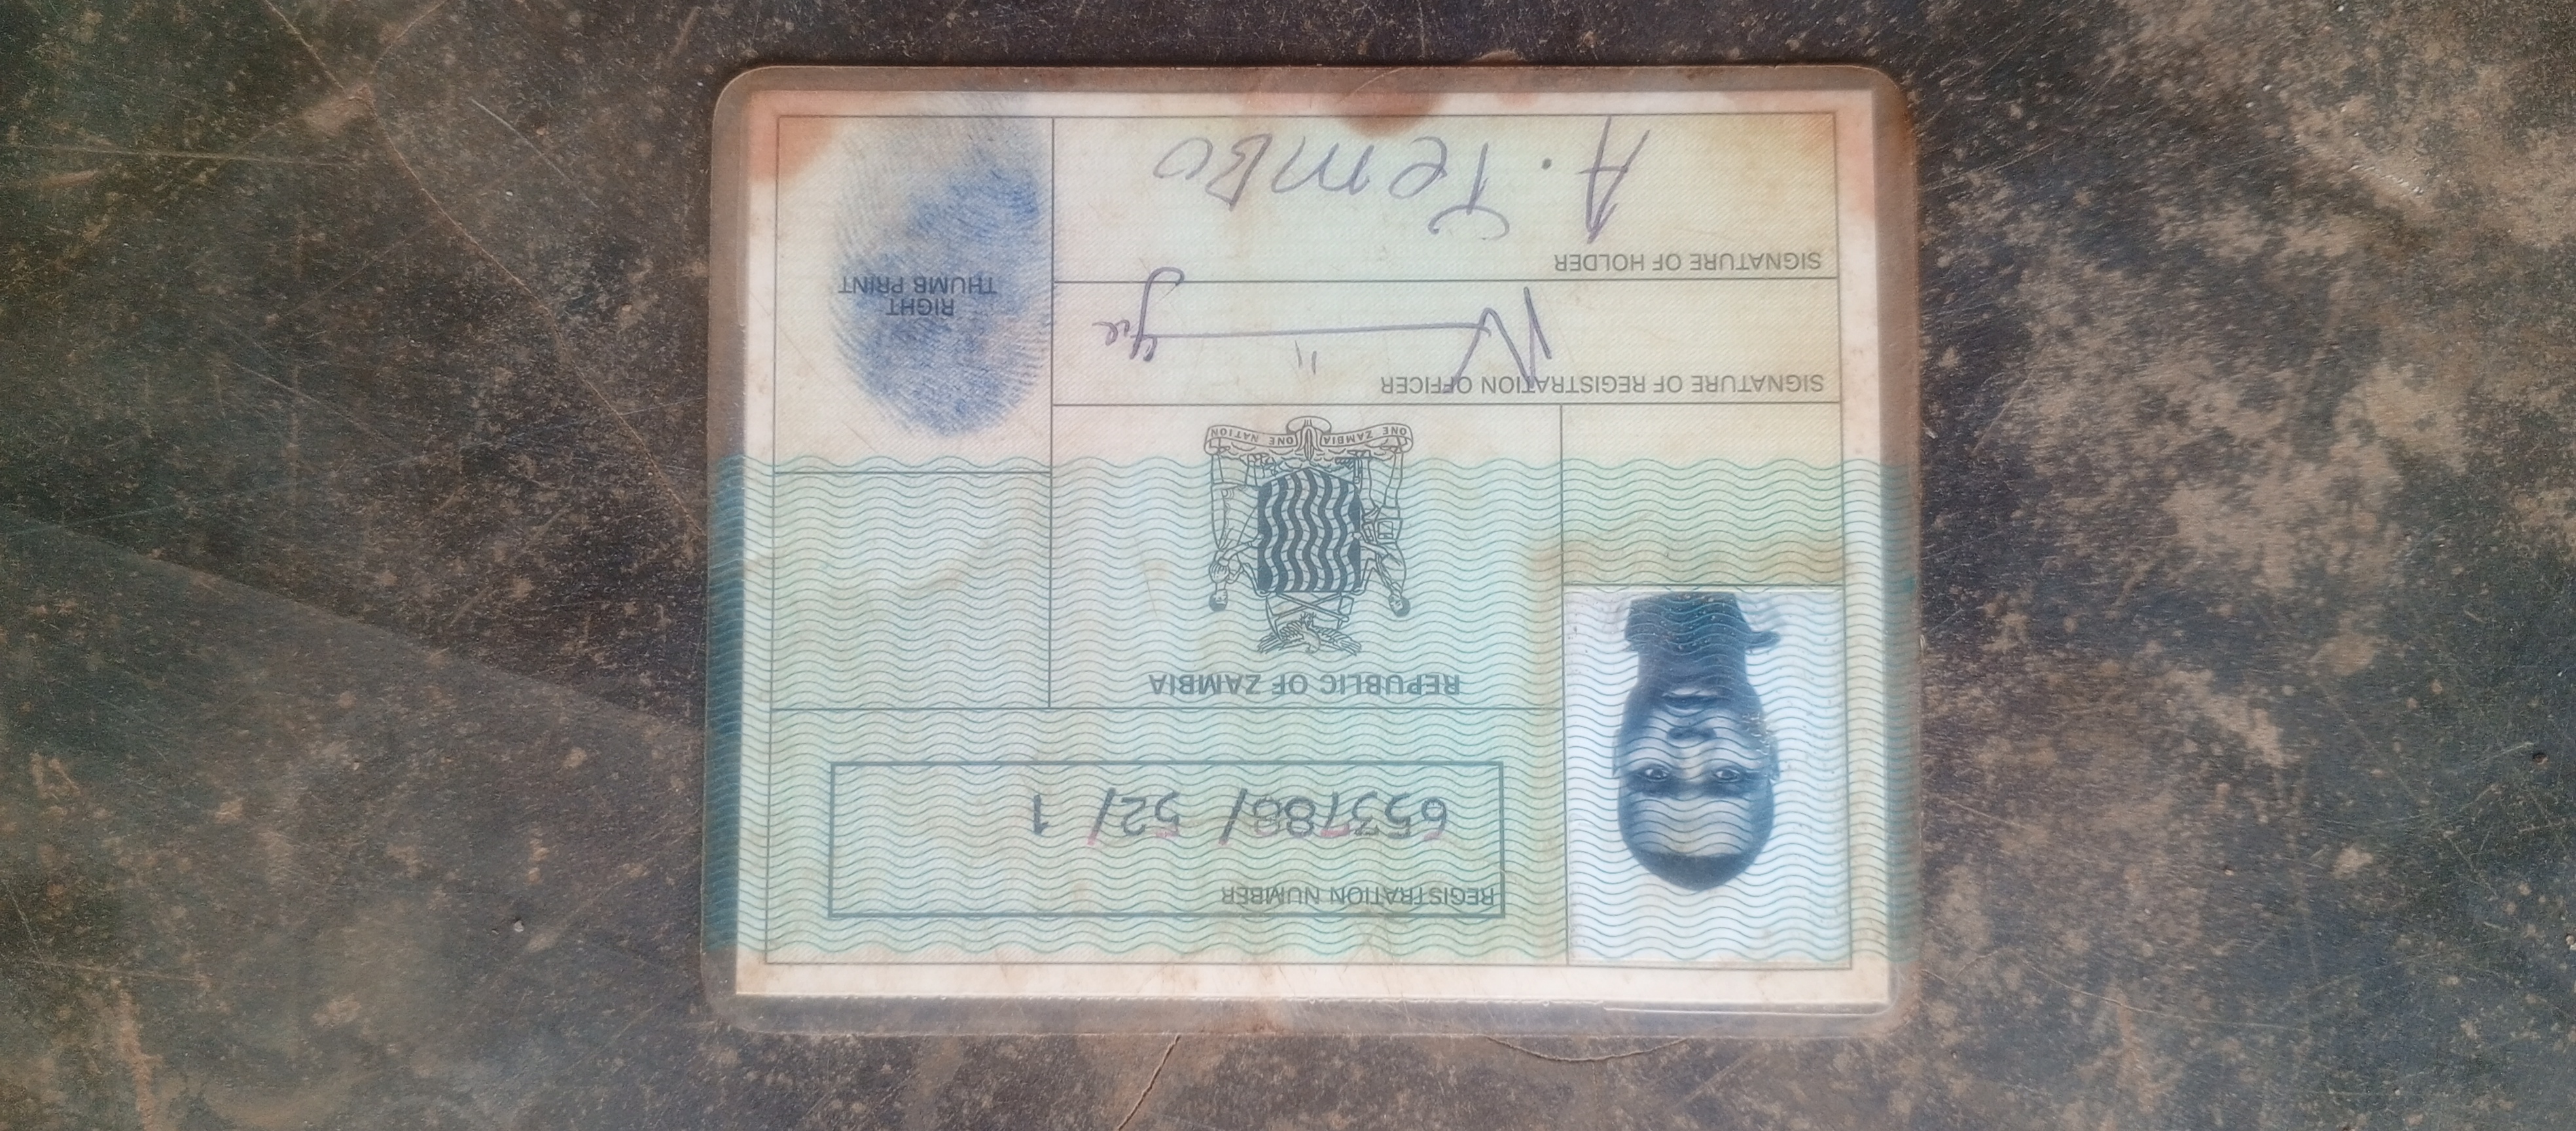 REGISTRATION NUMBER
653788/ 52/ 1
REPUBLIC OF ZAMBIA
ONE ZAMBIA ONE NATION
SIGNATURE OF REGISTRATION OFFICER
RIGHT
THUMB PRINT
SIGNATURE OF HOLDER
A. TemBo